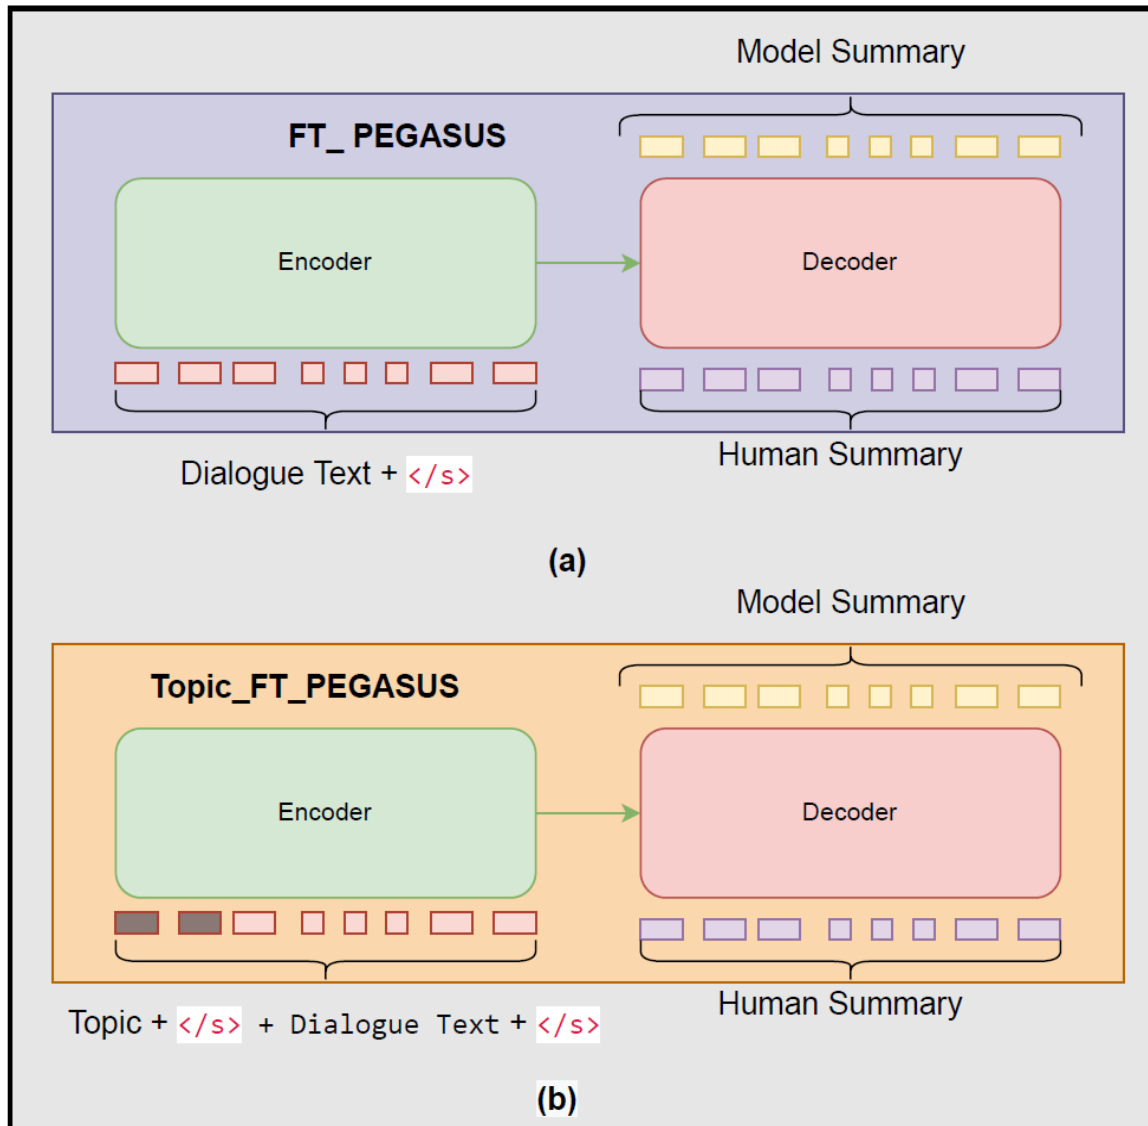 Model Summary
FT_ PEGASUS
Encoder
Decoder
Dialogue Text + </s>
Human Summary
(a)
Model Summary
Topic_FT_PEGASUS
Encoder
Decoder
Topic + </s> + Dialogue Text + </s>
Human Summary
(b)